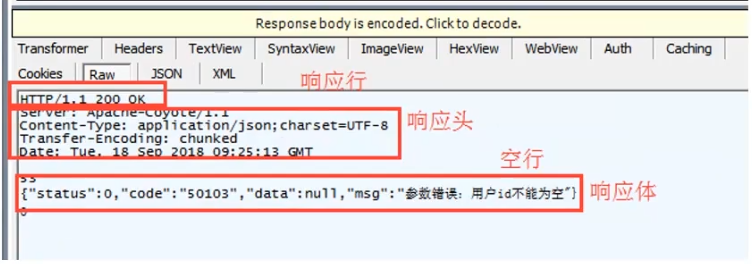 Response body is encoded. Click to decode.
Transformer Headers TextView SyntaxView ImageView HexView WebView Auth Caching
Cookies Raw JSON XML
响应行
HTTP/1.1 200 OK
Server: Apache-Coyote/1.1
Content-Type: application/json;charset=UTF-8
响应头
Transfer-Encoding: chunked
Date: Tue, 18 Sep 2018 09:25:13 GMT
空行
{"status":0,"code":"50103","data":null,"msg":"参数错误：用户id不能为空"}
响应体
0